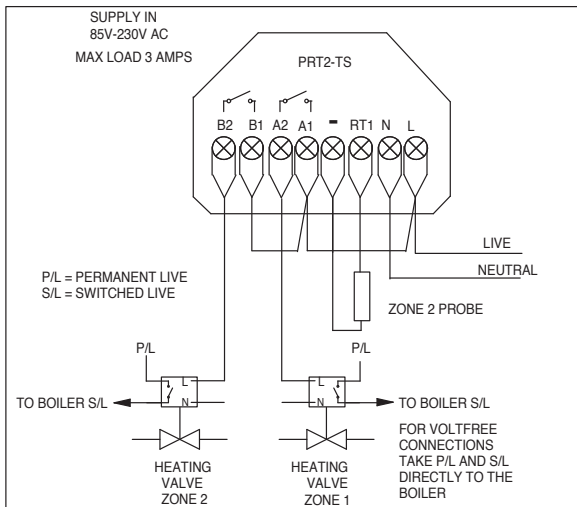 SUPPLY IN
85V-230V AC
MAX LOAD 3 AMPS
PRT2-TS
B2 B1 A2 A1 - RT1 N L
LIVE
NEUTRAL
P/L = PERMANENT LIVE
S/L = SWITCHED LIVE
ZONE 2 PROBE
P/L
P/L
L
N
L
N
TO BOILER S/L
TO BOILER S/L
HEATING
VALVE
ZONE 2
HEATING
VALVE
ZONE 1
FOR VOLTFREE
CONNECTIONS
TAKE P/L AND S/L
DIRECTLY TO THE
BOILER